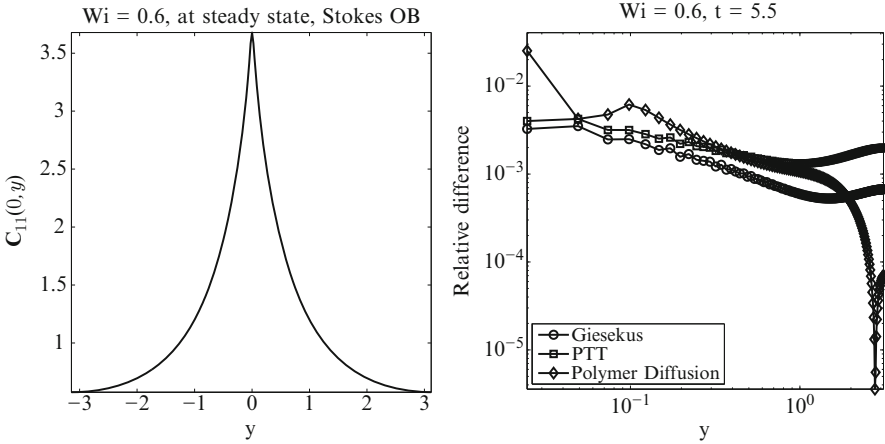 Wi = 0.6, at steady state, Stokes OB
3.5
3
2.5
2
1.5
1
C₁₁(0,y)
−3 −2 −1 0 1 2 3
y
Wi = 0.6, t = 5.5
10⁻²
10⁻³
10⁻⁴
10⁻⁵
Relative difference
Giesekus
PTT
Polymer Diffusion
10⁻¹ 10⁰
y